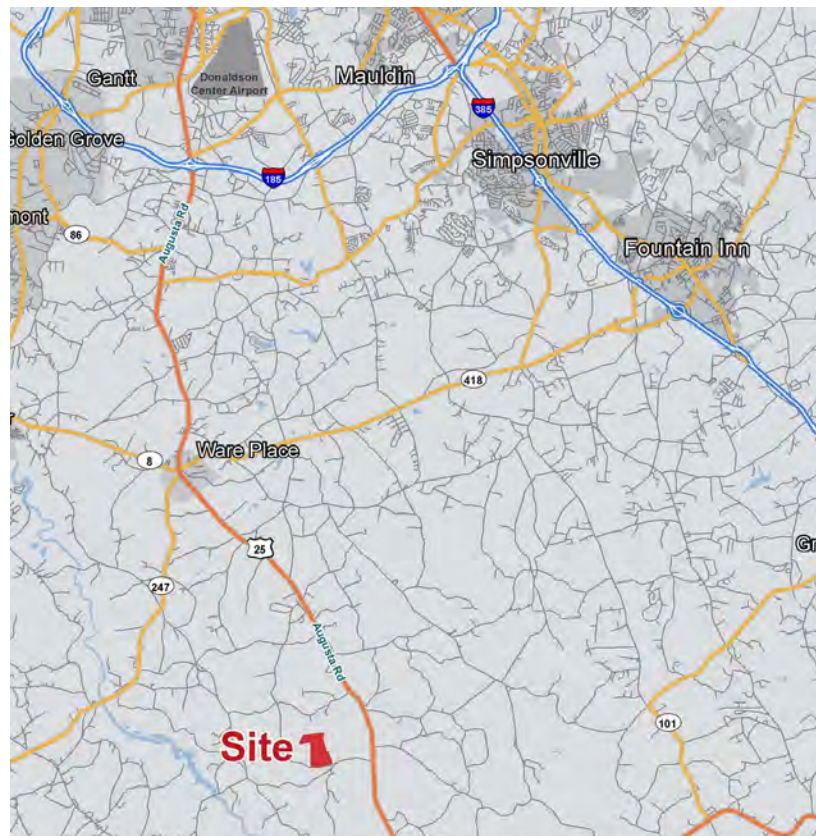 Gantt
Donaldson
Center Airport
Mauldin
385
Golden Grove
185
Simpsonville
mont
86
Augusta Rd
Fountain Inn
418
Ware Place
8
25
247
Gr
Augusta Rd
101
Site